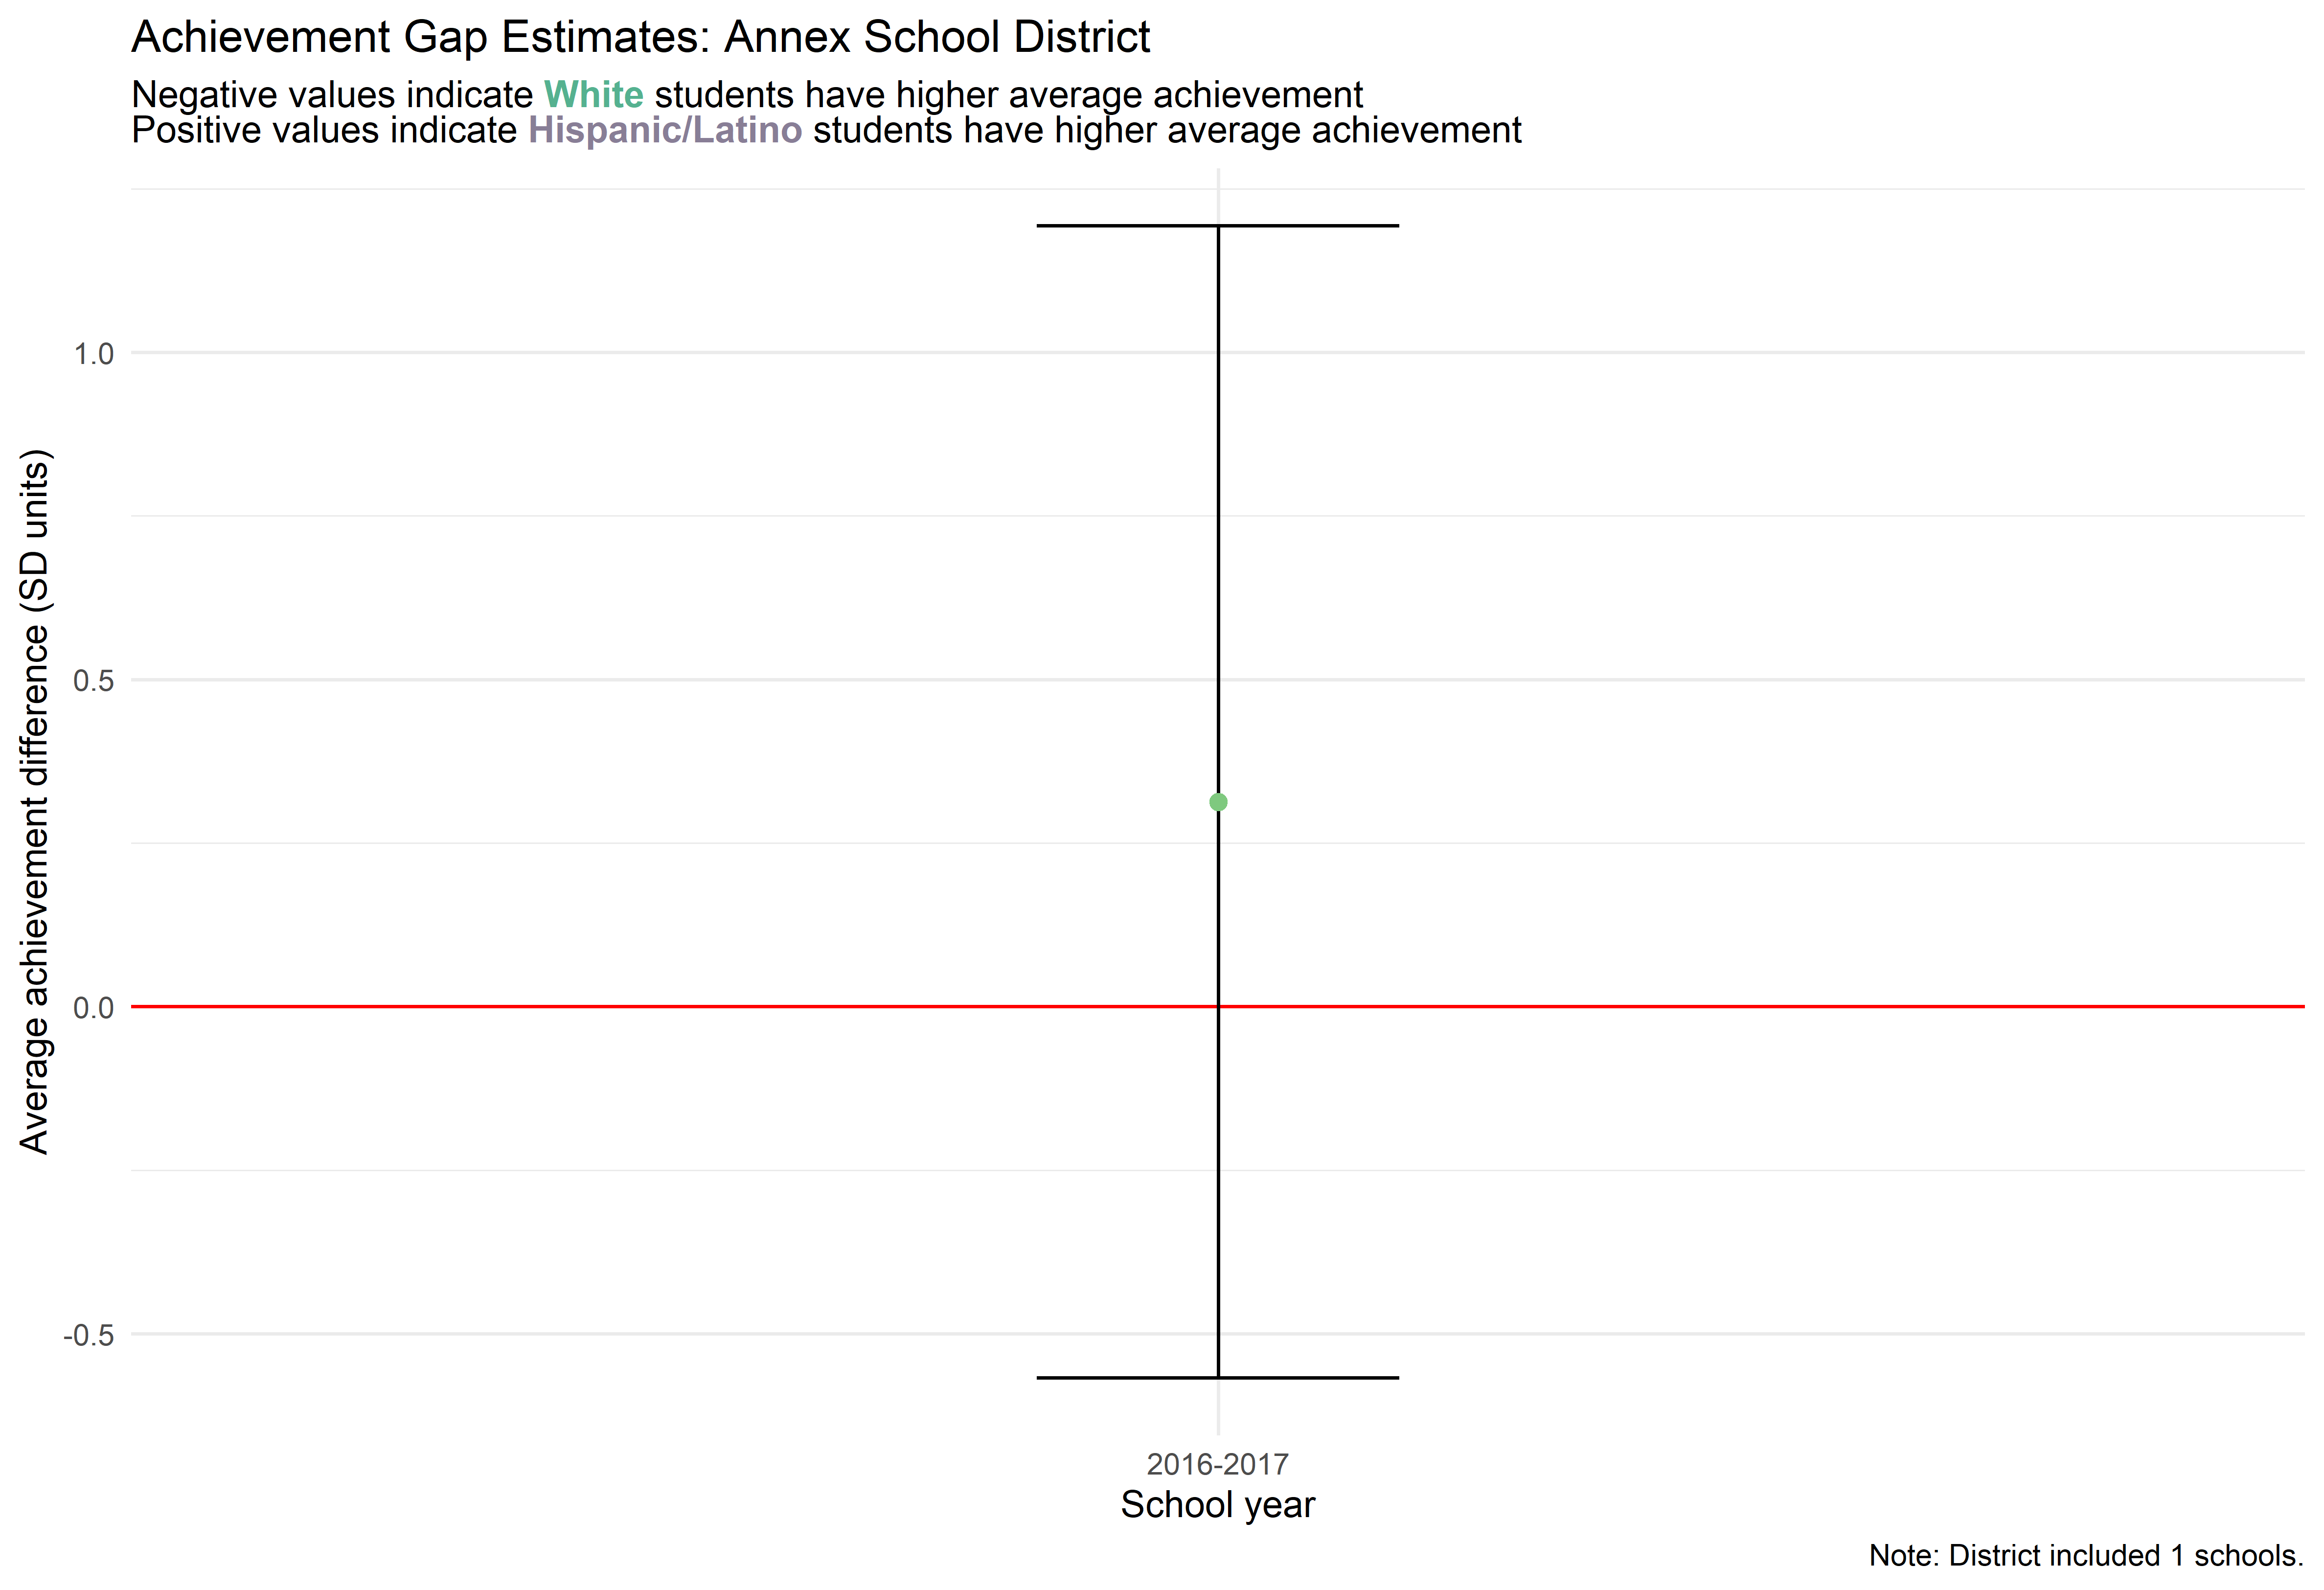 Achievement Gap Estimates: Annex School District
Negative values indicate White students have higher average achievement
Positive values indicate Hispanic/Latino students have higher average achievement
Average achievement difference (SD units)
1.0
0.5
0.0
-0.5
2016-2017
School year
Note: District included 1 schools.